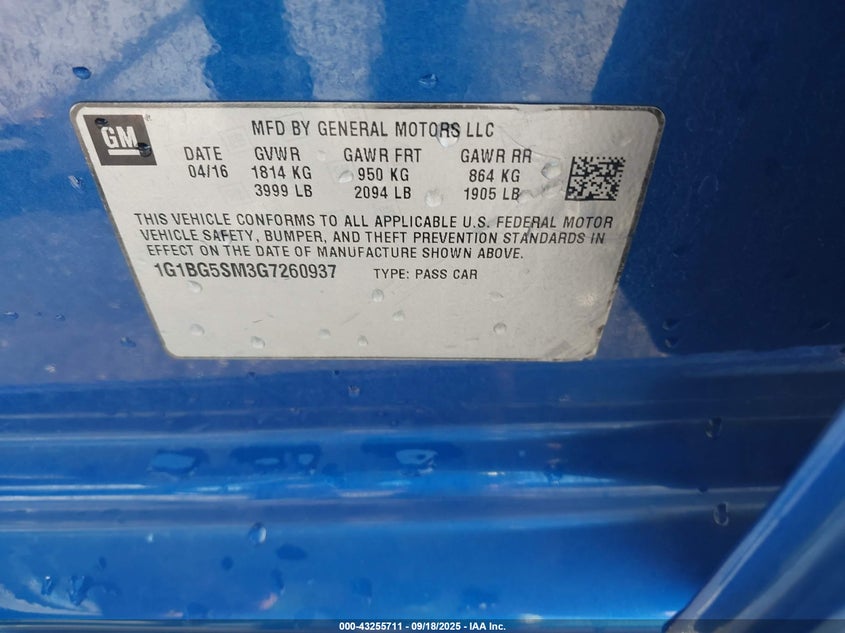 GM
MFD BY GENERAL MOTORS LLC
DATE GVWR GAWR FRT GAWR RR
04/16 1814 KG 950 KG 864 KG
3999 LB 2094 LB 1905 LB
THIS VEHICLE CONFORMS TO ALL APPLICABLE U.S. FEDERAL MOTOR
VEHICLE SAFETY, BUMPER, AND THEFT PREVENTION STANDARDS IN
EFFECT ON THE DATE OF MANUFACTURE SHOWN ABOVE.
1G1BG5SM3G7260937 TYPE: PASS CAR
000-43255711 - 09/18/2025 - IAA Inc.